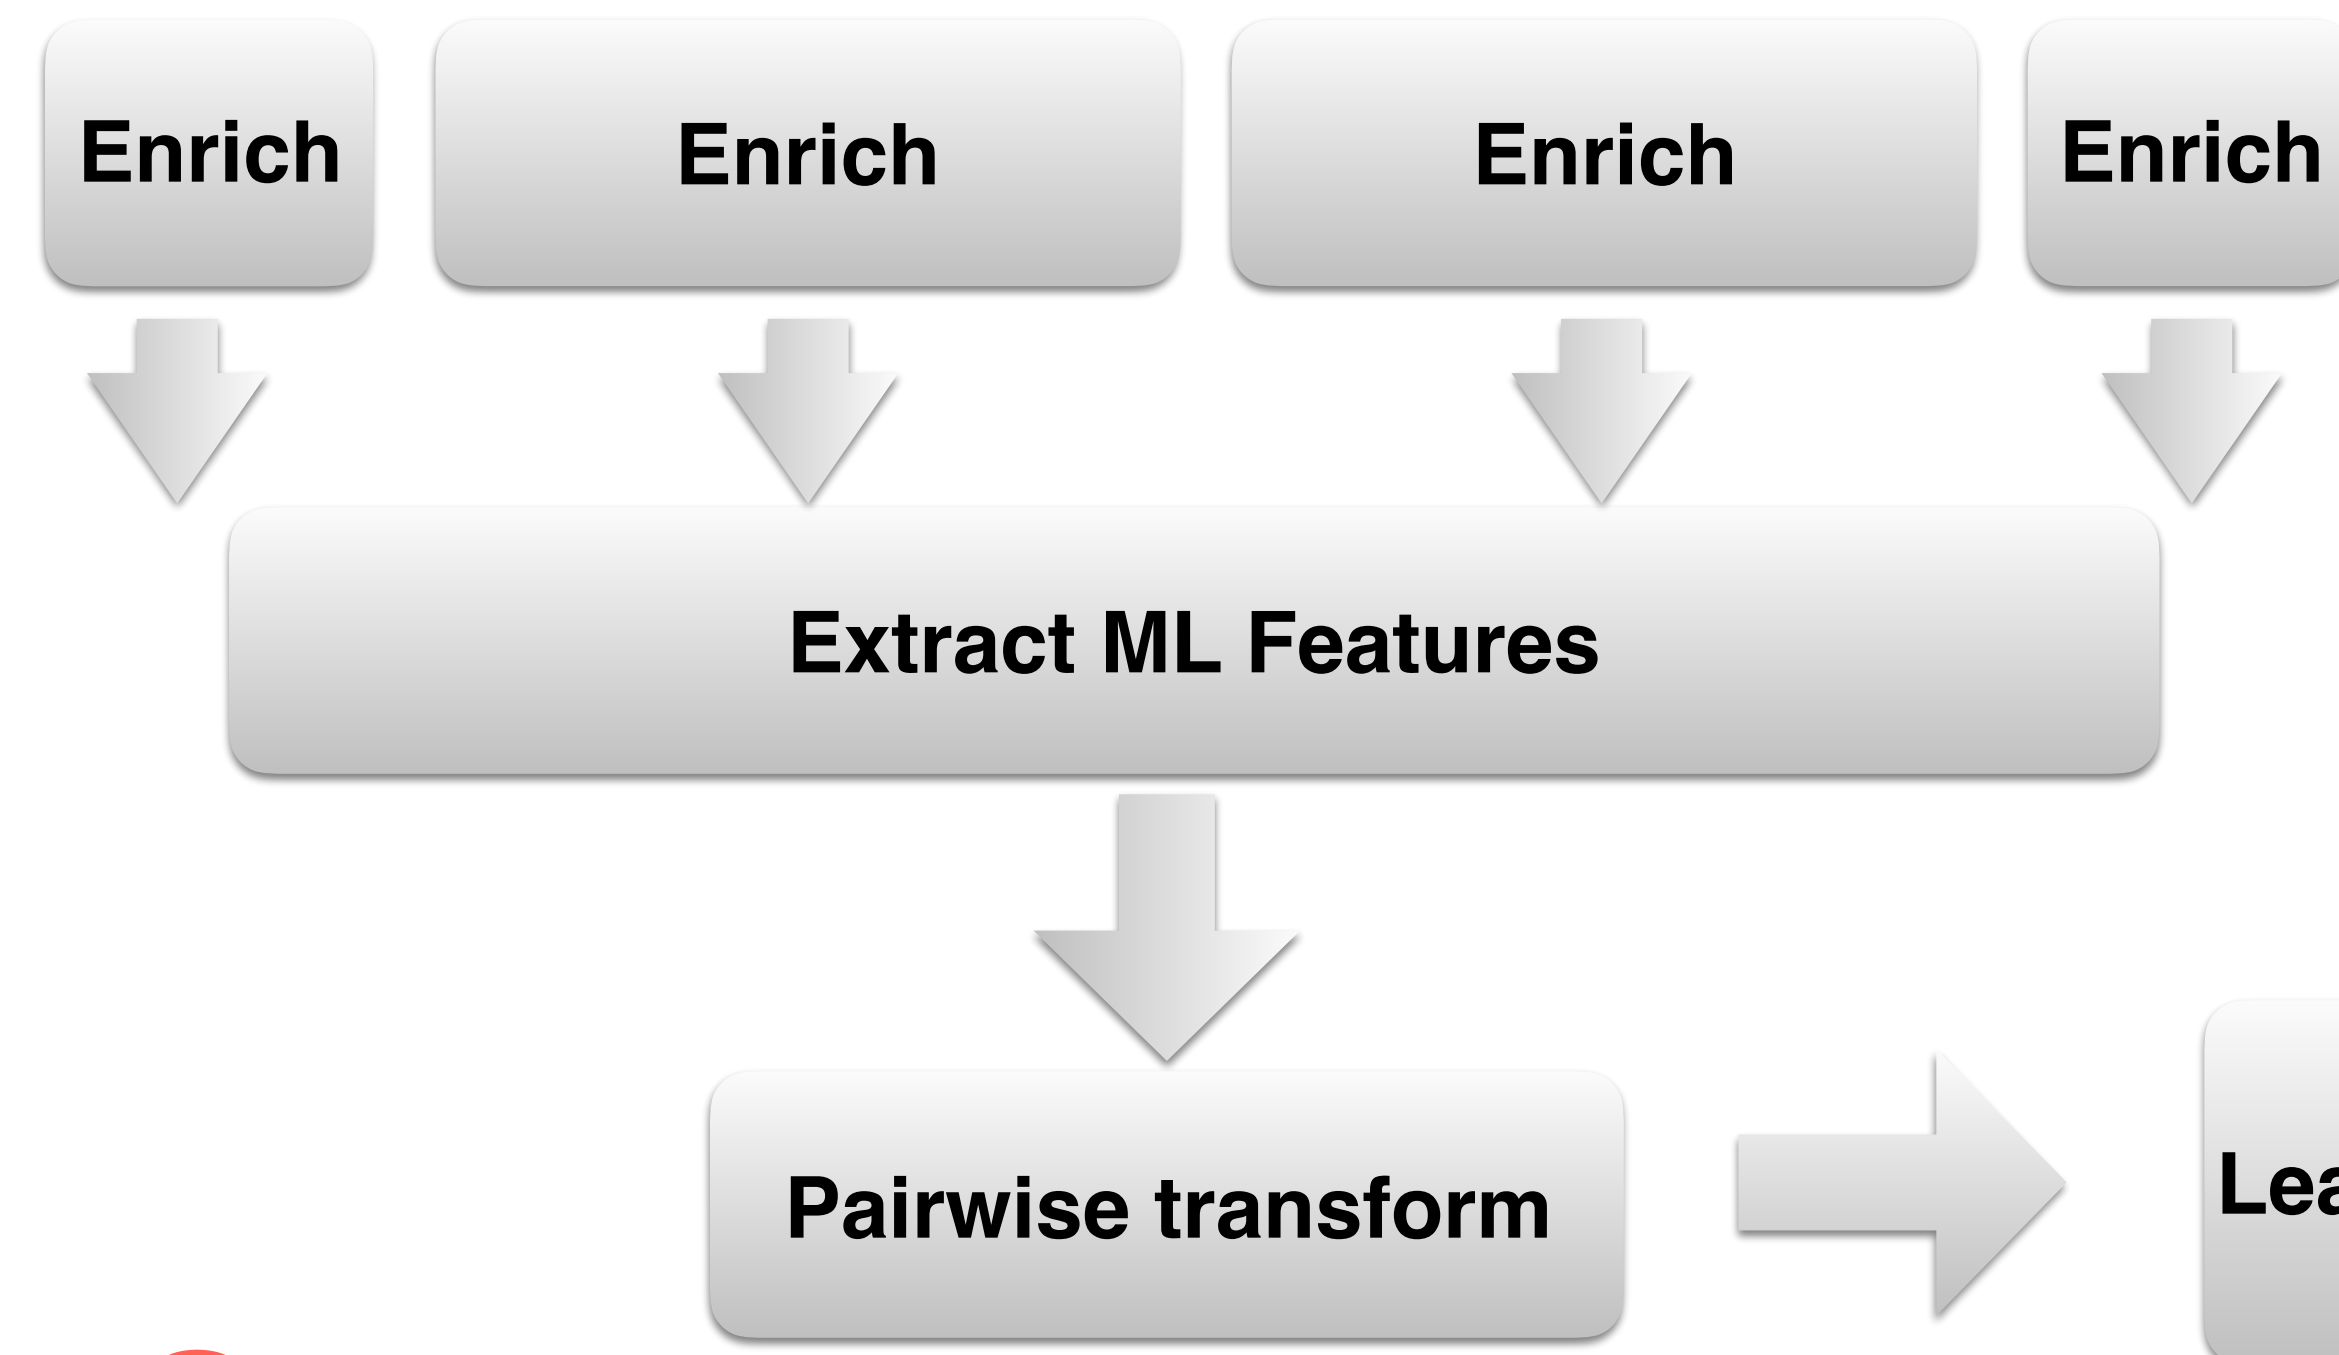 Enrich
Enrich
Enrich
Enrich
Extract ML Features
Pairwise transform